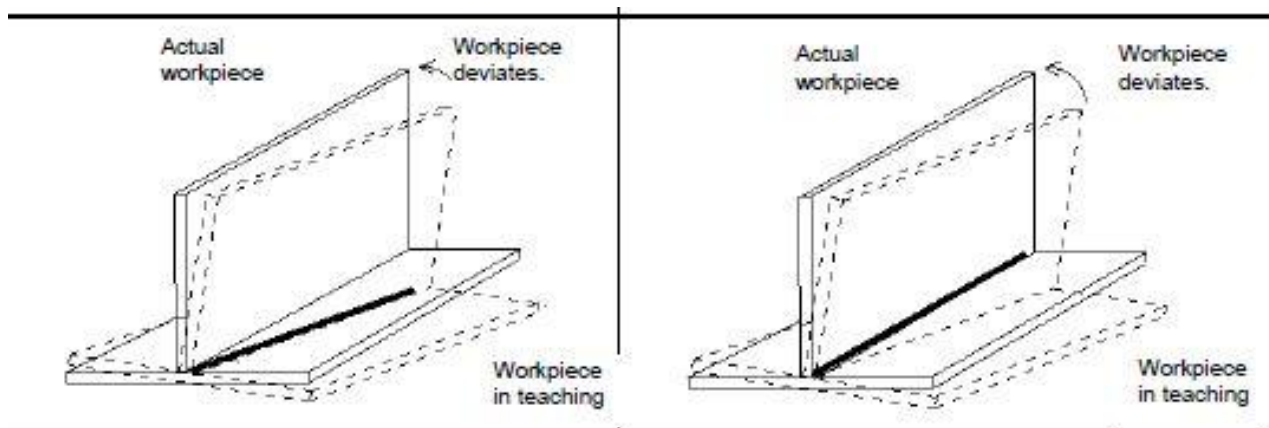 Actual
workpiece
Workpiece
deviates.
Workpiece
in teaching
Actual
workpiece
Workpiece
deviates.
Workpiece
in teaching